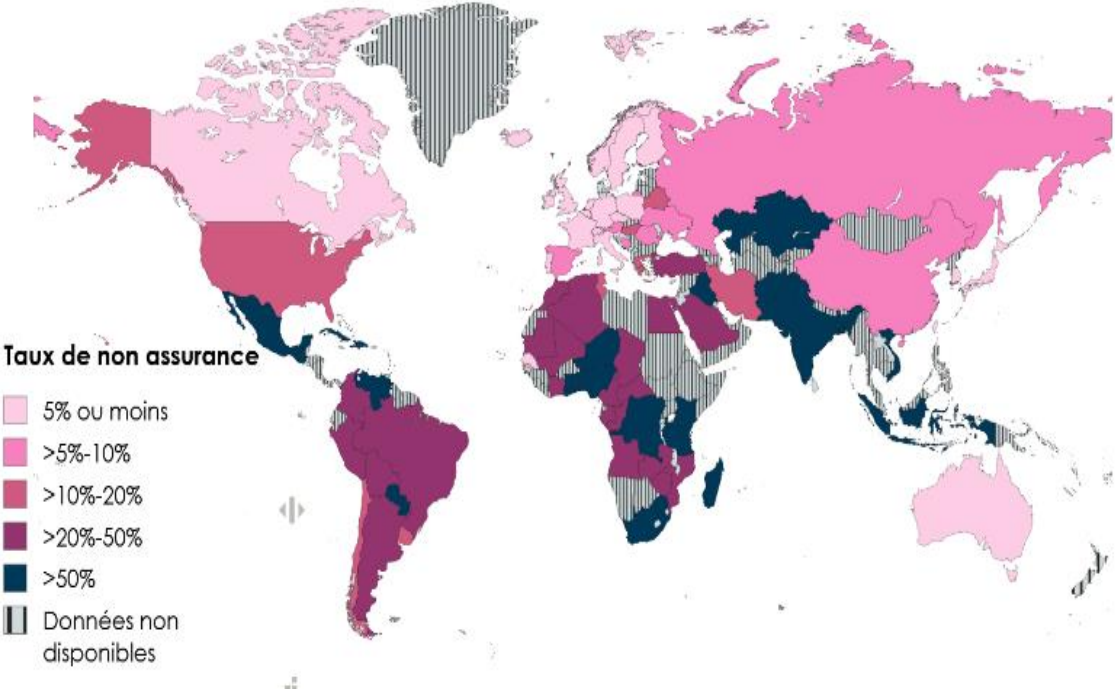 Taux de non assurance
5% ou moins
>5%-10%
>10%-20%
>20%-50%
>50%
Données non
disponibles